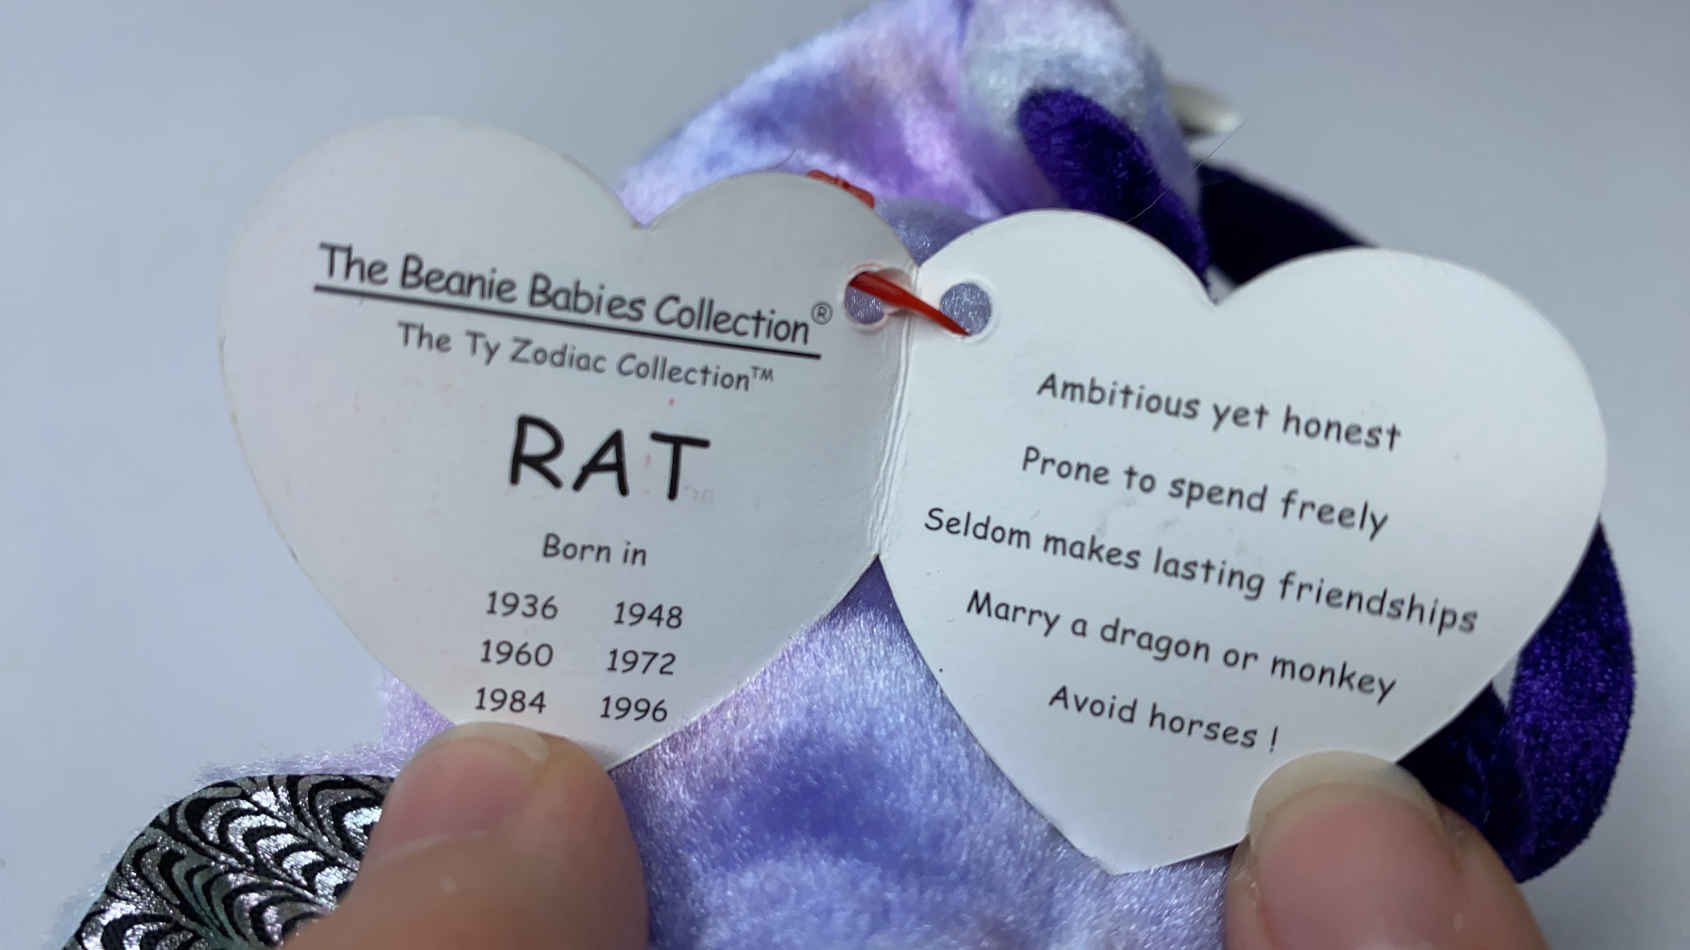 The Beanie Babies Collection®
The Ty Zodiac Collection™
RAT
Born in
1936 1948
1960 1972
1984 1996
Ambitious yet honest
Prone to spend freely
Seldom makes lasting friendships
Marry a dragon or monkey
Avoid horses !